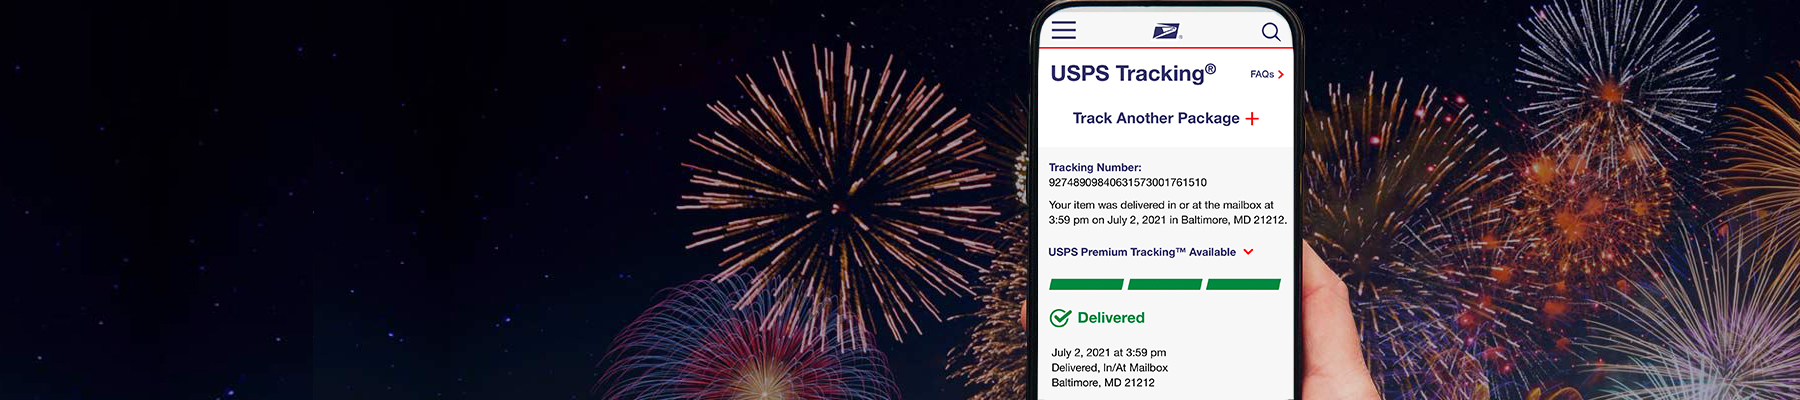 USPS Tracking®
FAQs
Track Another Package
Tracking Number:
92748909840631573001761510
Your item was delivered in or at the mailbox at
3:59 pm on July 2, 2021 in Baltimore, MD 21212.
USPS Premium Tracking™ Available
Delivered
July 2, 2021 at 3:59 pm
Delivered, In/At Mailbox
Baltimore, MD 21212